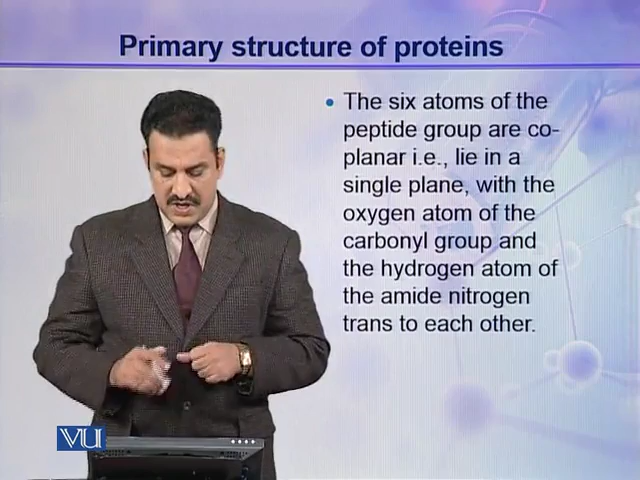 Primary structure of proteins
• The six atoms of the
peptide group are co-
planar i.e., lie in a
single plane, with the
oxygen atom of the
carbonyl group and
the hydrogen atom of
the amide nitrogen
trans to each other.
VU